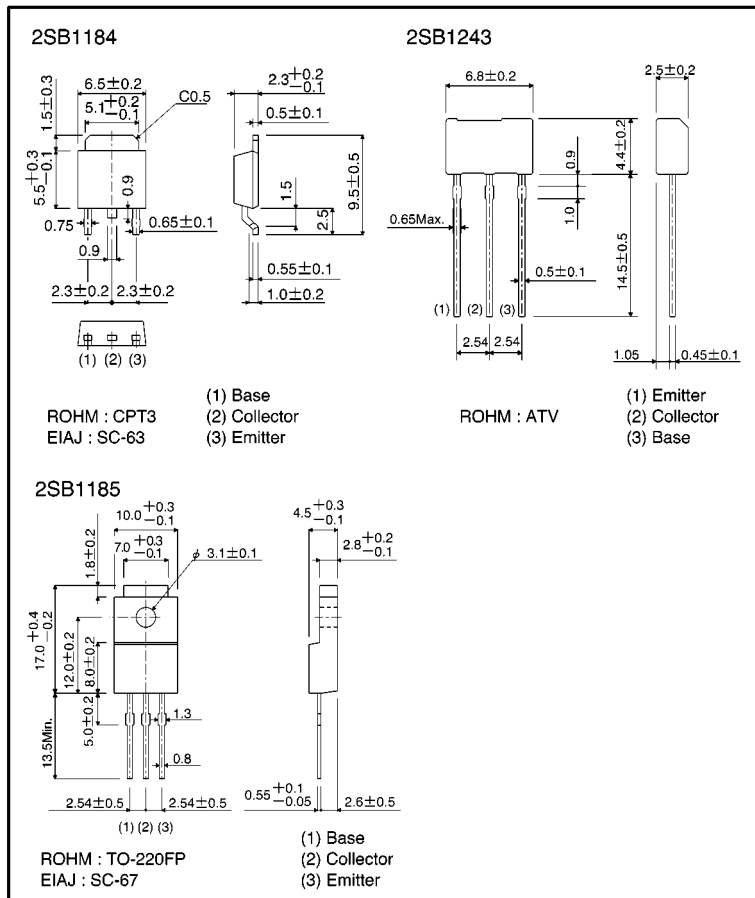 2SB1184
6.5±0.2
5.1 +0.2 −0.1
C0.5
1.5±0.3
5.5 +0.3 −0.1
0.9
0.75
0.65±0.1
0.9
2.3±0.2
2.3±0.2
(1) (2) (3)
2.3 +0.2 −0.1
0.5±0.1
9.5±0.5
1.5
2.5
0.55±0.1
1.0±0.2
ROHM : CPT3
EIAJ : SC-63
(1) Base
(2) Collector
(3) Emitter
2SB1243
6.8±0.2
2.5±0.2
4.4±0.2
0.9
1.0
0.65Max.
14.5±0.5
0.5±0.1
(1) (2) (3)
2.54 2.54
1.05
0.45±0.1
ROHM : ATV
(1) Emitter
(2) Collector
(3) Base
2SB1185
10.0 +0.3 −0.1
7.0 +0.3 −0.1
φ 3.1±0.1
1.8±0.2
17.0 +0.4 −0.2
12.0±0.2
8.0±0.2
5.0±0.2
13.5Min.
1.3
0.8
2.54±0.5
2.54±0.5
(1) (2) (3)
4.5 +0.3 −0.1
2.8 +0.2 −0.1
0.55 +0.1 −0.05
2.6±0.5
ROHM : TO-220FP
EIAJ : SC-67
(1) Base
(2) Collector
(3) Emitter